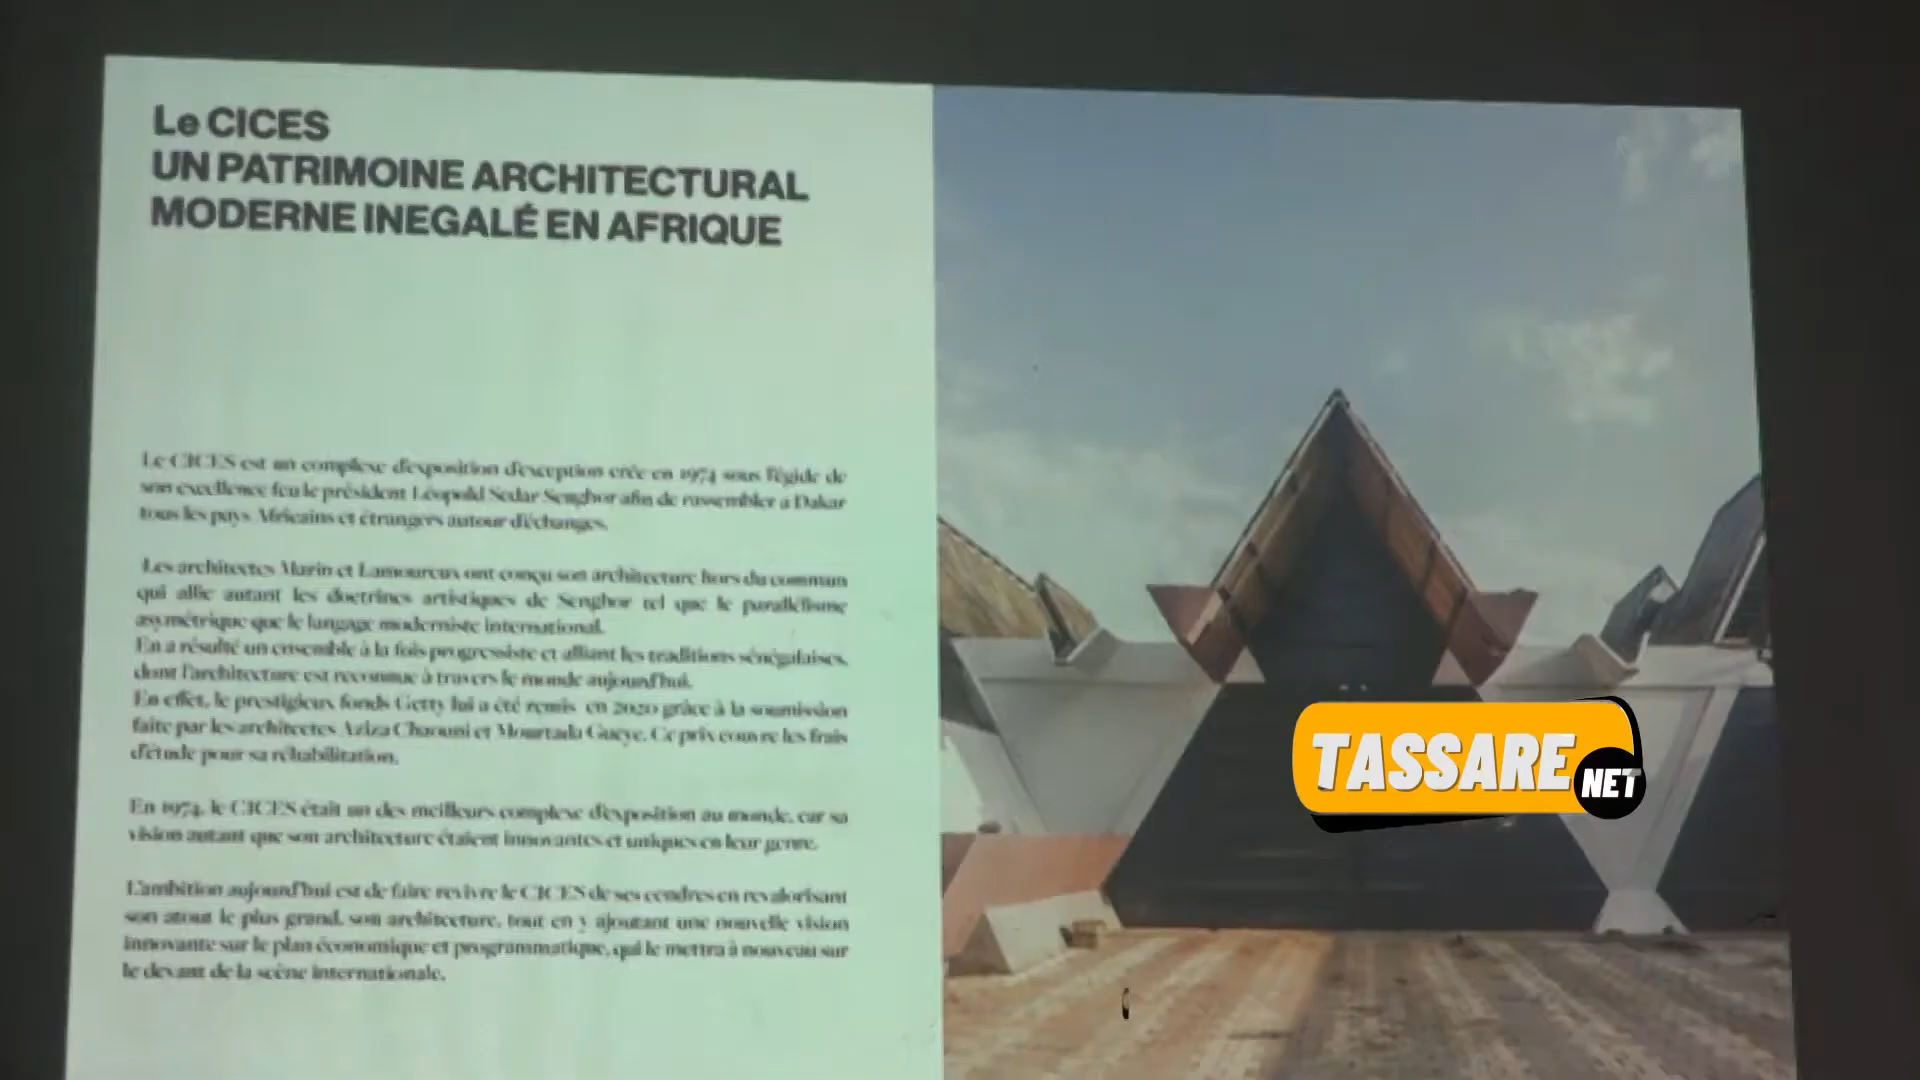 Le CICES
UN PATRIMOINE ARCHITECTURAL
MODERNE INEGALÉ EN AFRIQUE
Le CICES est un complexe d'exposition d'exception crée en 1974 sous l'égide de
son excellence feu le président Léopold Sedar Senghor afin de rassembler a Dakar
tous les pays Africains et étrangers autour d'échanges.
Les architectes Marin et Lamoureux ont conçu son architecture hors du commun
qui allie autant les doctrines artistiques de Senghor tel que le parallélisme
asymétrique que le langage moderniste international.
En a résulté un ensemble à la fois progressiste et alliant les traditions sénégalaises,
dont l'architecture est reconnue à travers le monde aujourd'hui.
En effet, le prestigieux fonds Getty lui a été remis en 2020 grâce à la soumission
faite par les architectes Aziza Chaouni et Mourtada Gueye. Ce prix couvre les frais
d'étude pour sa réhabilitation.
En 1974, le CICES était un des meilleurs complexe d'exposition au monde, car sa
vision autant que son architecture étaient innovantes et uniques en leur genre.
L'ambition aujourd'hui est de faire revivre le CICES de ses cendres en revalorisant
son atout le plus grand, son architecture, tout en y ajoutant une nouvelle vision
innovante sur le plan économique et programmatique, qui le mettra à nouveau sur
le devant de la scène internationale.
TASSARE
NET